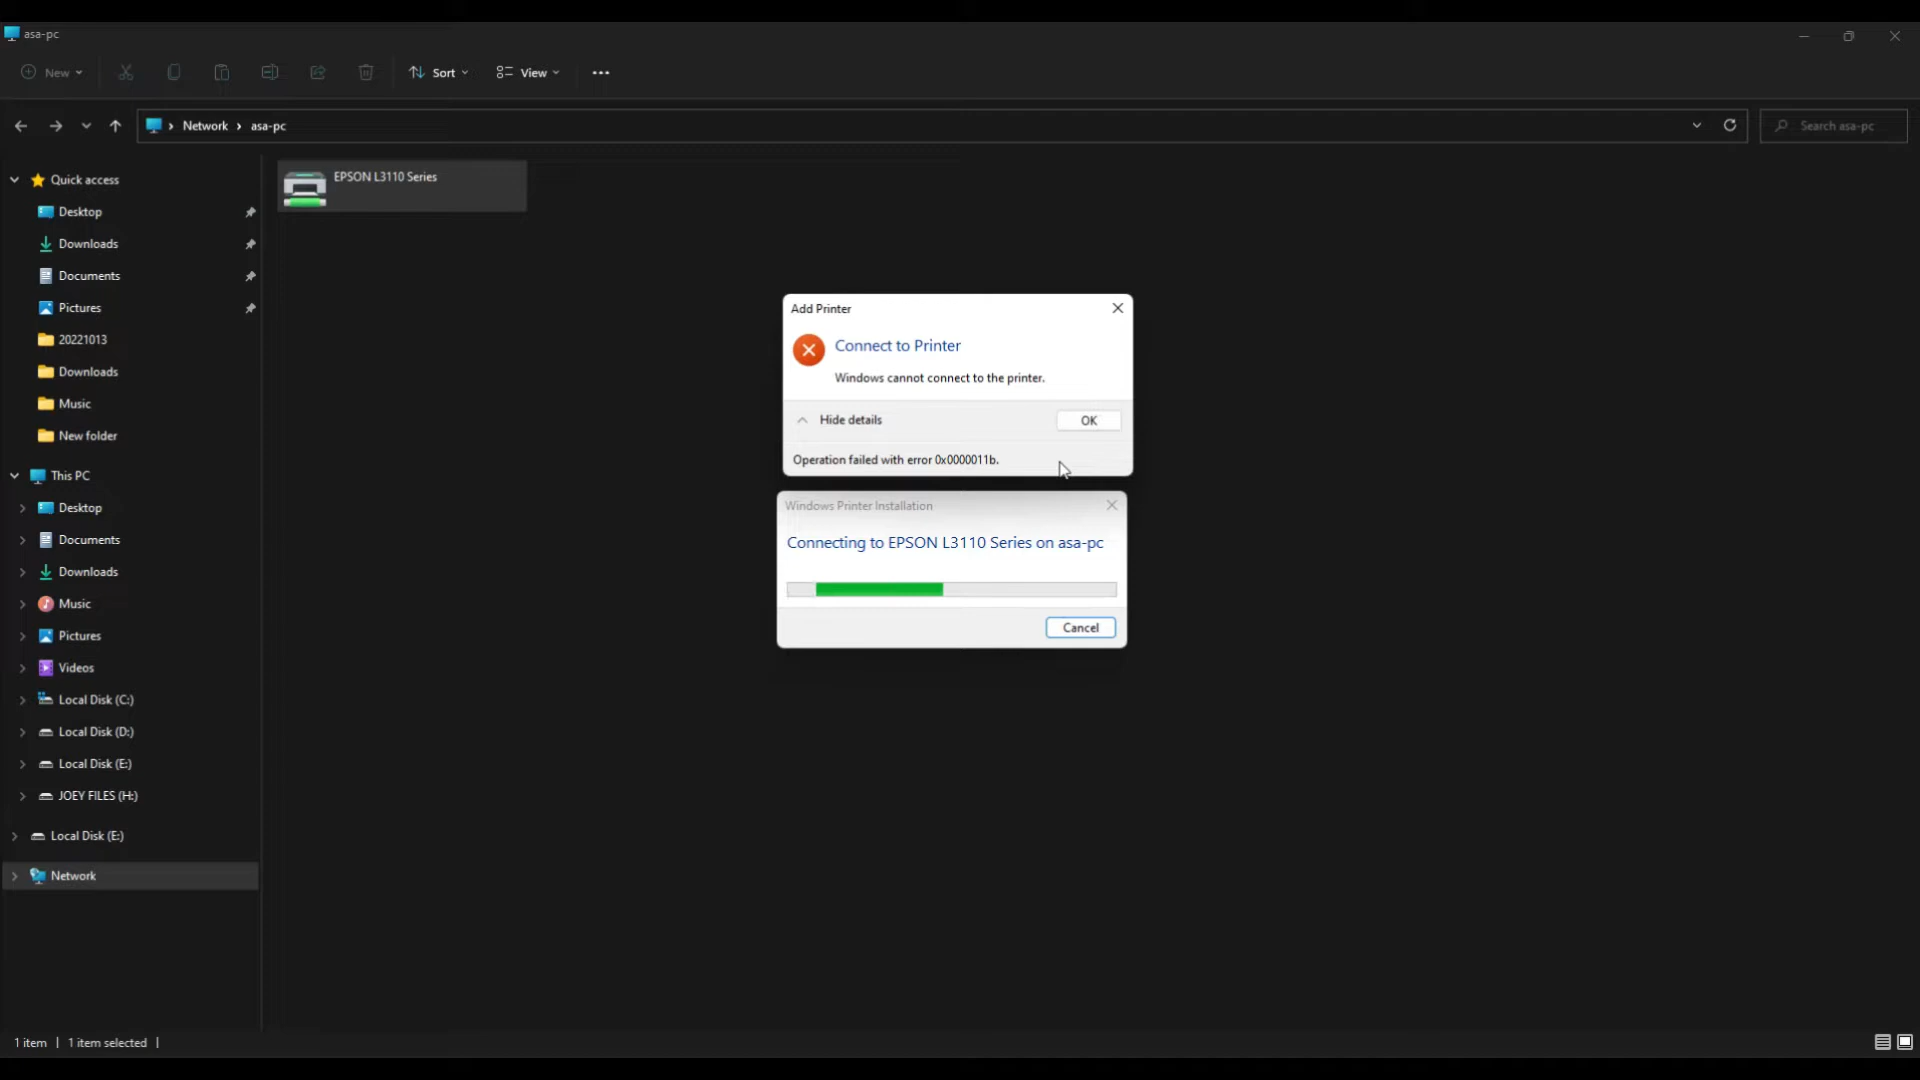 asa-pc
New
Sort
View
Network
asa-pc
Search asa-pc
Quick access
Desktop
Downloads
Documents
Pictures
20221013
Downloads
Music
New folder
This PC
Desktop
Documents
Downloads
Music
Pictures
Videos
Local Disk (C:)
Local Disk (D:)
Local Disk (E:)
JOEY FILES (H:)
Local Disk (E:)
Network
EPSON L3110 Series
Add Printer
Connect to Printer
Windows cannot connect to the printer.
Hide details
OK
Operation failed with error 0x0000011b.
Windows Printer Installation
Connecting to EPSON L3110 Series on asa-pc
Cancel
1 item
1 item selected